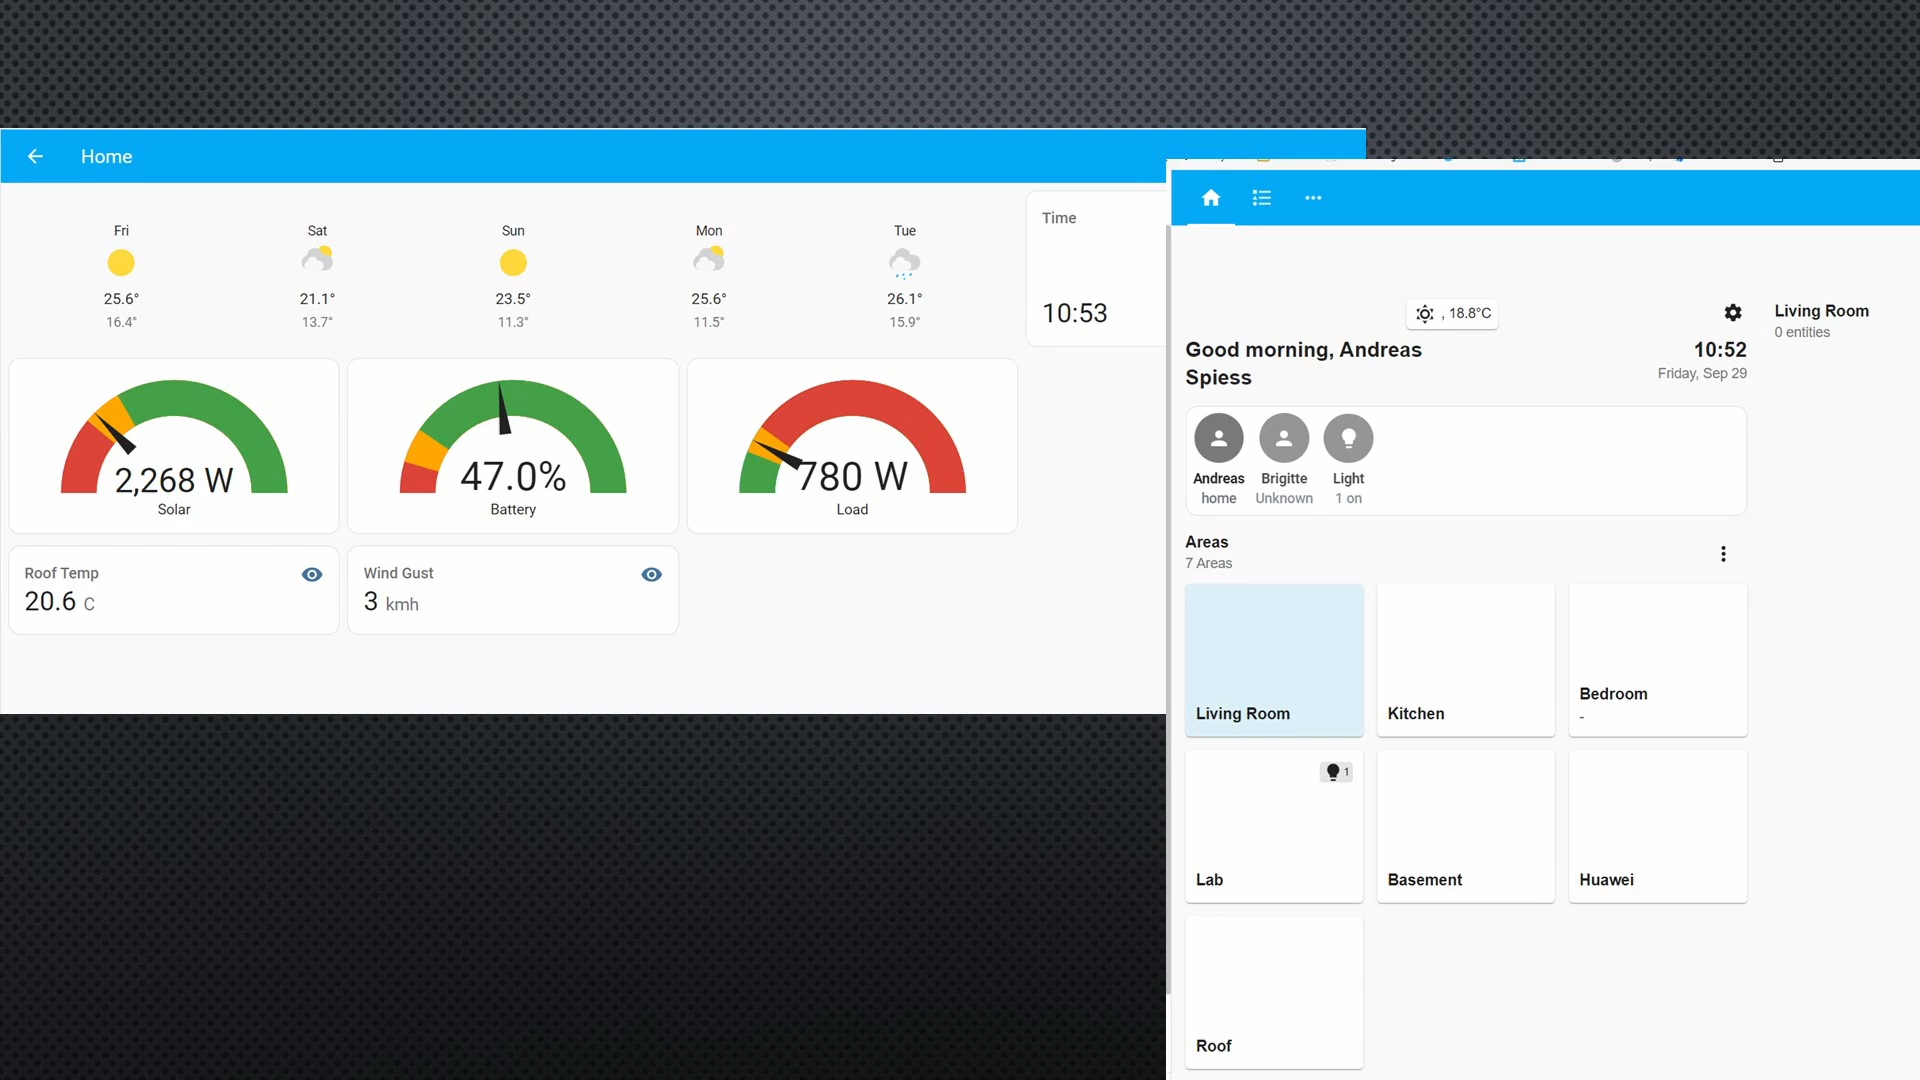 Home
Fri
Sat
Sun
Mon
Tue
25.6°
21.1°
23.5°
25.6°
26.1°
16.4°
13.7°
11.3°
11.5°
15.9°
Time
10:53
2,268 W
Solar
47.0%
Battery
780 W
Load
Roof Temp
20.6 C
Wind Gust
3 kmh
, 18.8°C
Good morning, Andreas
Spiess
10:52
Friday, Sep 29
Andreas
home
Brigitte
Unknown
Light
1 on
Areas
7 Areas
Living Room
Kitchen
Bedroom
-
1
Lab
Basement
Huawei
Roof
Living Room
0 entities